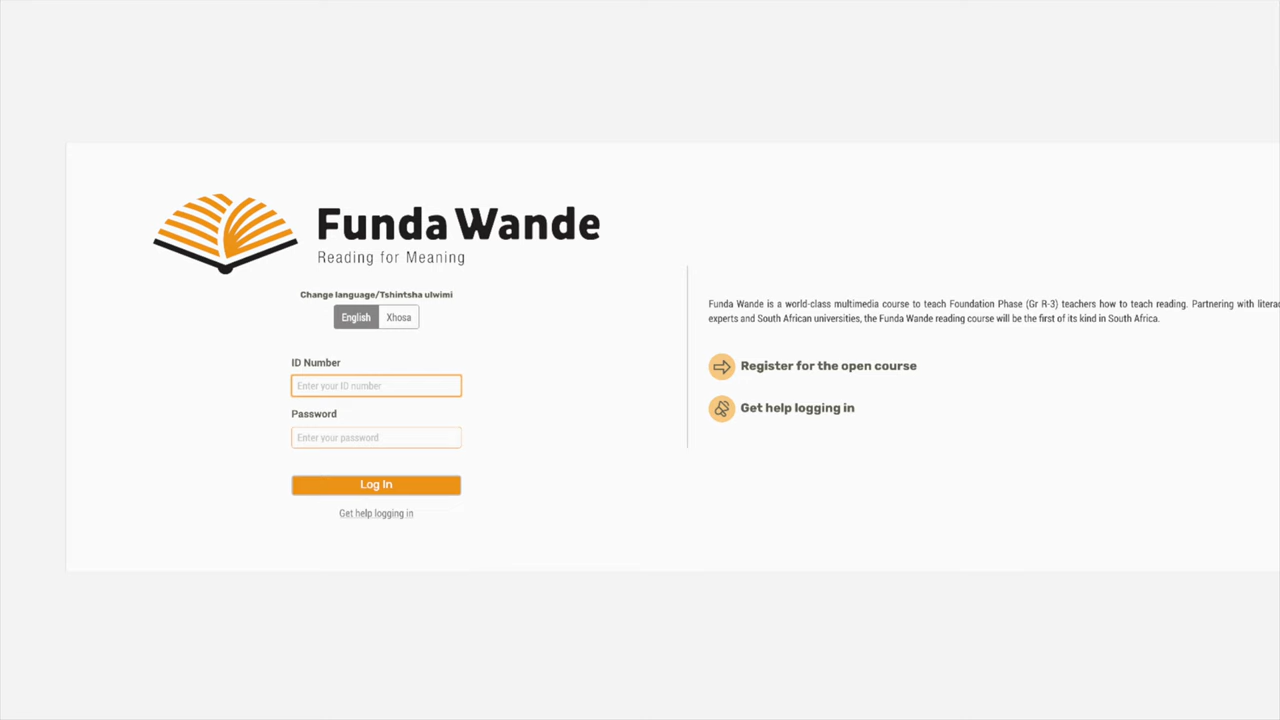 Funda Wande
Reading for Meaning
Change language/Tshintsha ulwimi
English Xhosa
ID Number
Enter your ID number
Password
Enter your password
Log In
Get help logging in
Funda Wande is a world-class multimedia course to teach Foundation Phase (Gr R-3) teachers how to teach reading. Partnering with
experts and South African universities, the Funda Wande reading course will be the first of its kind in South Africa.
Register for the open course
Get help logging in